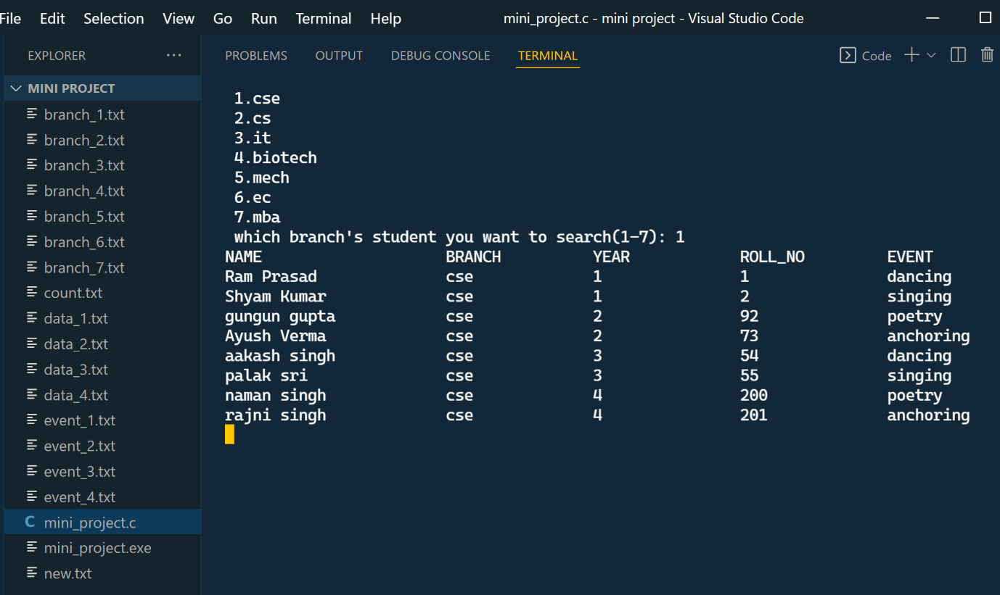 File Edit Selection View Go Run Terminal Help mini_project.c - mini project - Visual Studio Code
EXPLORER ···
MINI PROJECT
branch_1.txt
branch_2.txt
branch_3.txt
branch_4.txt
branch_5.txt
branch_6.txt
branch_7.txt
count.txt
data_1.txt
data_2.txt
data_3.txt
data_4.txt
event_1.txt
event_2.txt
event_3.txt
event_4.txt
C mini_project.c
mini_project.exe
new.txt
PROBLEMS OUTPUT DEBUG CONSOLE TERMINAL Code
1.cse
2.cs
3.it
4.biotech
5.mech
6.ec
7.mba
which branch's student you want to search(1-7): 1
NAME BRANCH YEAR ROLL_NO EVENT
Ram Prasad cse 1 1 dancing
Shyam Kumar cse 1 2 singing
gungun gupta cse 2 92 poetry
Ayush Verma cse 2 73 anchoring
aakash singh cse 3 54 dancing
palak sri cse 3 55 singing
naman singh cse 4 200 poetry
rajni singh cse 4 201 anchoring